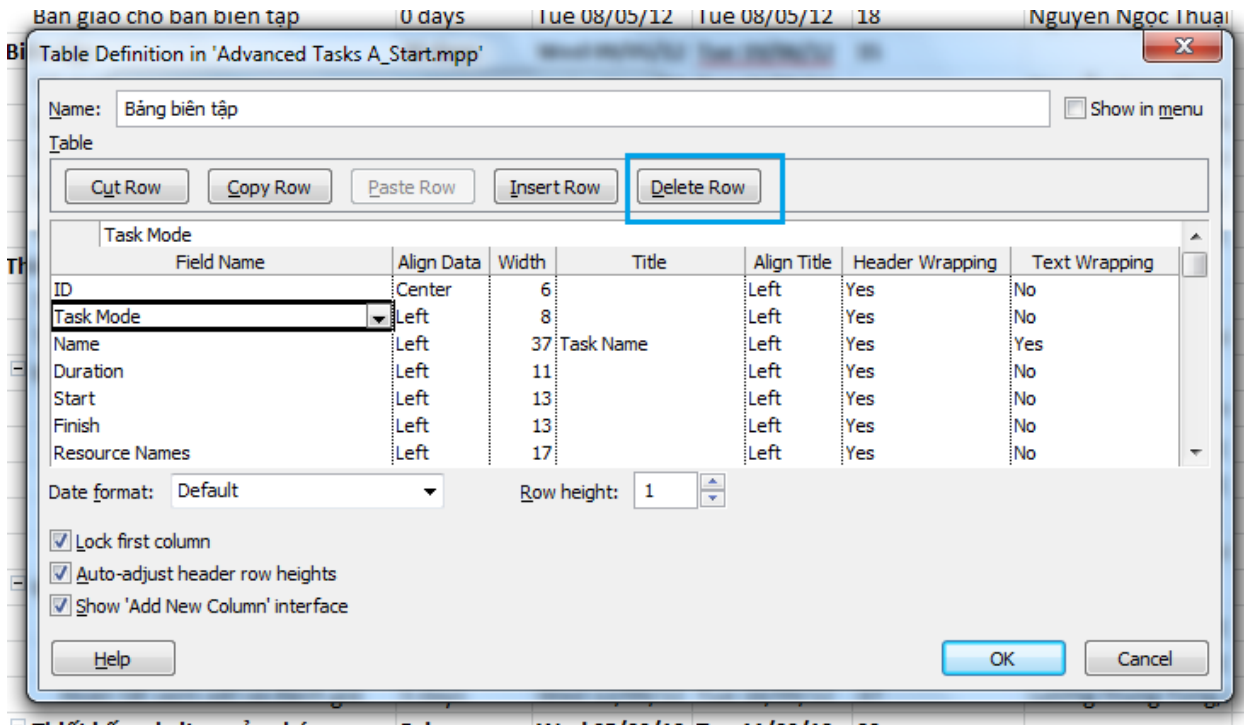 Bàn giao cho ban biên tập 0 days Tue 08/05/12 Tue 08/05/12 18 Nguyễn Ngọc Thuại
Table Definition in 'Advanced Tasks A_Start.mpp'
Name: Bảng biên tập Show in menu
Table
Cut Row Copy Row Paste Row Insert Row Delete Row
Task Mode
Field Name Align Data Width Title Align Title Header Wrapping Text Wrapping
ID Center 6 Left Yes No
Task Mode Left 8 Left Yes No
Name Left 37 Task Name Left Yes Yes
Duration Left 11 Left Yes No
Start Left 13 Left Yes No
Finish Left 13 Left Yes No
Resource Names Left 17 Left Yes No
Date format: Default Row height: 1
Lock first column
Auto-adjust header row heights
Show 'Add New Column' interface
Help OK Cancel